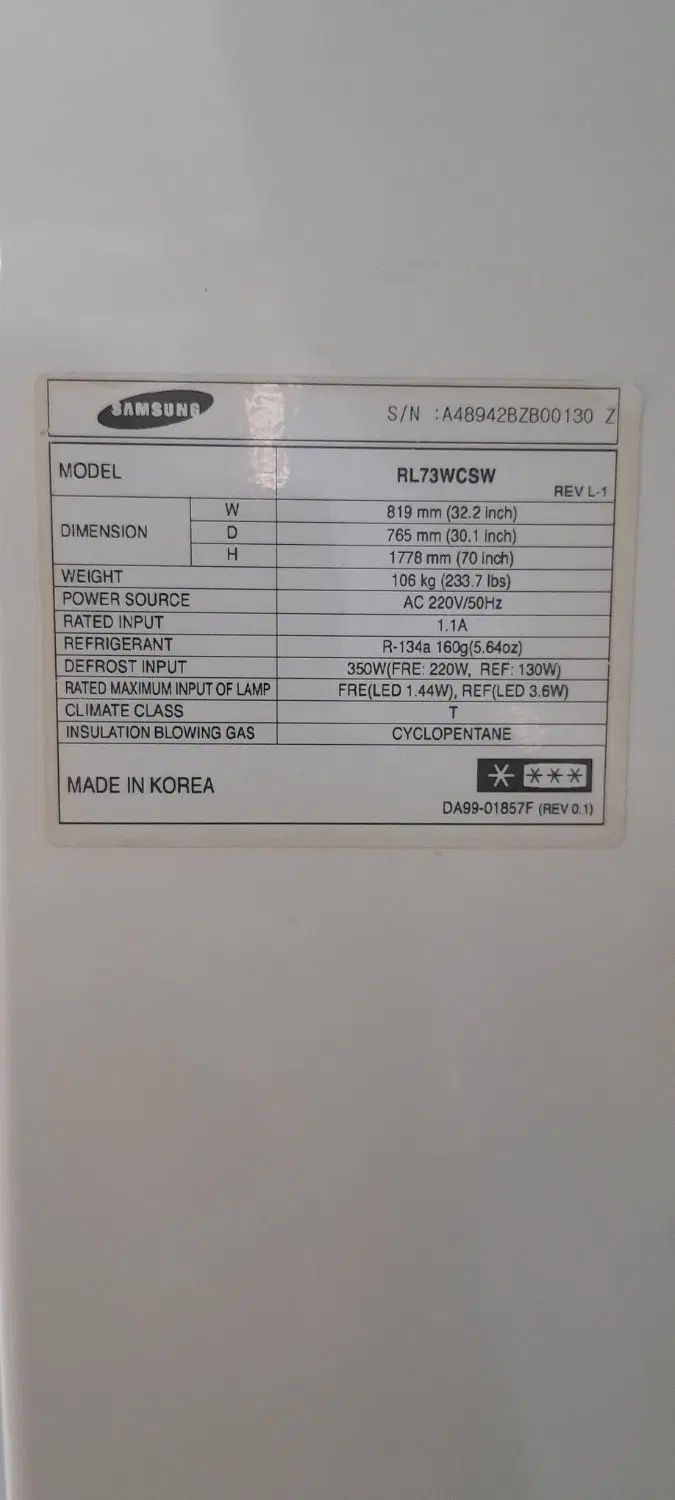 SAMSUNG S/N :A48942BZB00130 Z
MODEL RL73WCSW
REV L-1
DIMENSION
W 819 mm (32.2 inch)
D 765 mm (30.1 inch)
H 1778 mm (70 inch)
WEIGHT 106 kg (233.7 lbs)
POWER SOURCE AC 220V/50Hz
RATED INPUT 1.1A
REFRIGERANT R-134a 160g(5.64oz)
DEFROST INPUT 350W(FRE: 220W, REF: 130W)
RATED MAXIMUM INPUT OF LAMP FRE(LED 1.44W), REF(LED 3.6W)
CLIMATE CLASS T
INSULATION BLOWING GAS CYCLOPENTANE
MADE IN KOREA
DA99-01857F (REV 0.1)